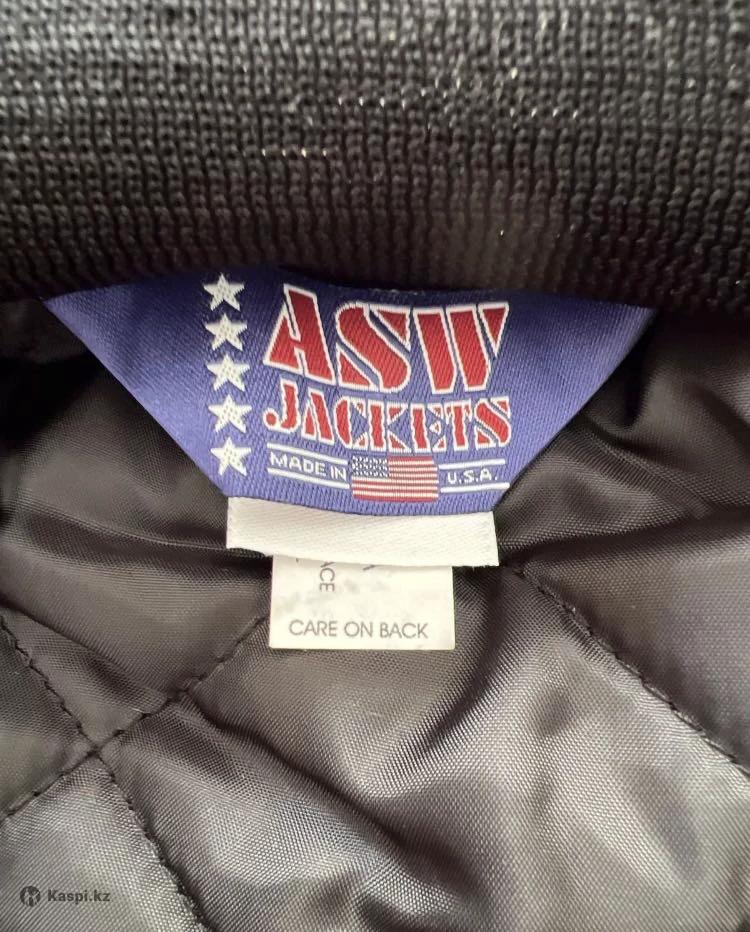 ASW
JACKETS
MADE IN U.S.A
CARE ON BACK
Kaspi.kz